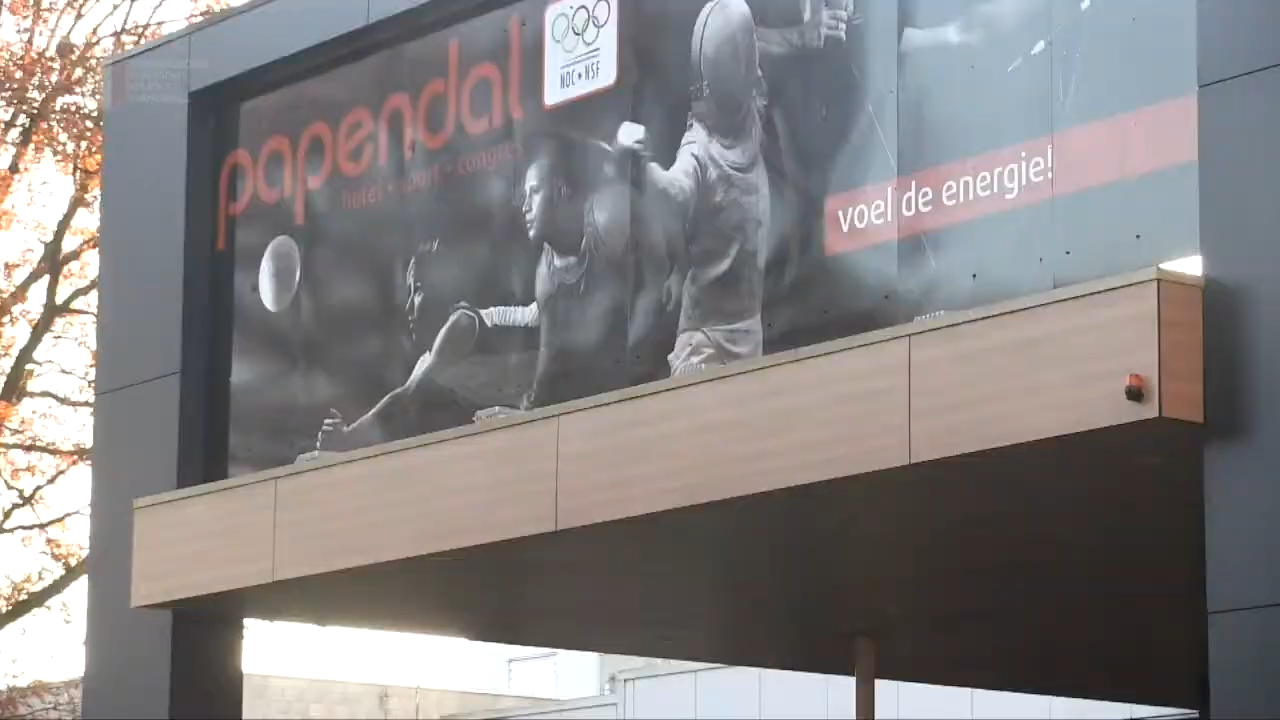 papendal
hotel • sport • congres
NOC*NSF
voel de energie!